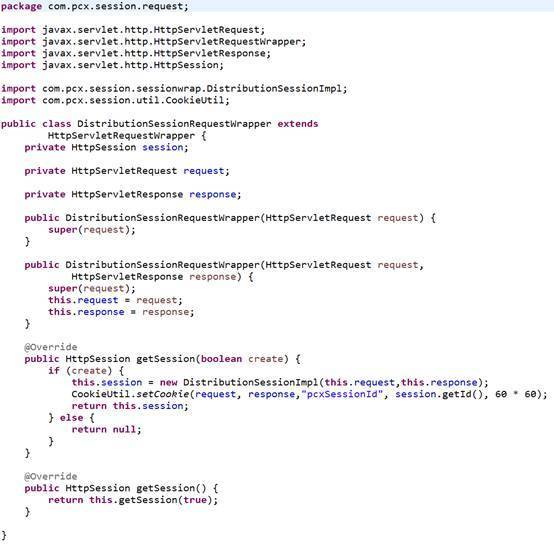 package com.pcx.session.request;
import javax.servlet.http.HttpServletRequest;
import javax.servlet.http.HttpServletRequestWrapper;
import javax.servlet.http.HttpServletResponse;
import javax.servlet.http.HttpSession;
import com.pcx.session.sessionwrap.DistributionSessionImpl;
import com.pcx.session.util.CookieUtil;
public class DistributionSessionRequestWrapper extends
        HttpServletRequestWrapper {
    private HttpSession session;
    private HttpServletRequest request;
    private HttpServletResponse response;
    public DistributionSessionRequestWrapper(HttpServletRequest request) {
        super(request);
    }
    public DistributionSessionRequestWrapper(HttpServletRequest request,
            HttpServletResponse response) {
        super(request);
        this.request = request;
        this.response = response;
    }
    @Override
    public HttpSession getSession(boolean create) {
        if (create) {
            this.session = new DistributionSessionImpl(this.request,this.response);
            CookieUtil.setCookie(request, response,"pcxSessionId", session.getId(), 60 * 60);
            return this.session;
        } else {
            return null;
        }
    }
    @Override
    public HttpSession getSession() {
        return this.getSession(true);
    }
}